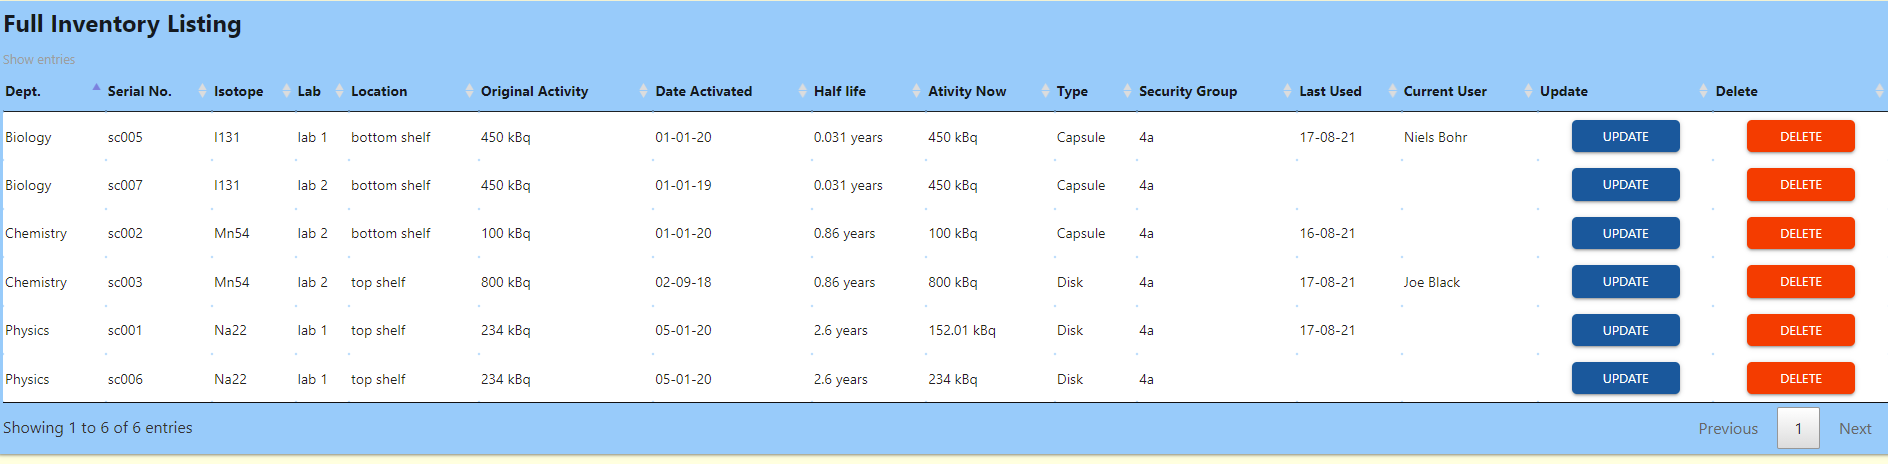 Full Inventory Listing
Show entries
Dept. Serial No. Isotope Lab Location Original Activity Date Activated Half life Ativity Now Type Security Group Last Used Current User Update Delete
Biology sc005 I131 lab 1 bottom shelf 450 kBq 01-01-20 0.031 years 450 kBq Capsule 4a 17-08-21 Niels Bohr UPDATE DELETE
Biology sc007 I131 lab 2 bottom shelf 450 kBq 01-01-19 0.031 years 450 kBq Capsule 4a UPDATE DELETE
Chemistry sc002 Mn54 lab 2 bottom shelf 100 kBq 01-01-20 0.86 years 100 kBq Capsule 4a 16-08-21 UPDATE DELETE
Chemistry sc003 Mn54 lab 2 top shelf 800 kBq 02-09-18 0.86 years 800 kBq Disk 4a 17-08-21 Joe Black UPDATE DELETE
Physics sc001 Na22 lab 1 top shelf 234 kBq 05-01-20 2.6 years 152.01 kBq Disk 4a 17-08-21 UPDATE DELETE
Physics sc006 Na22 lab 1 top shelf 234 kBq 05-01-20 2.6 years 234 kBq Disk 4a UPDATE DELETE
Showing 1 to 6 of 6 entries Previous 1 Next